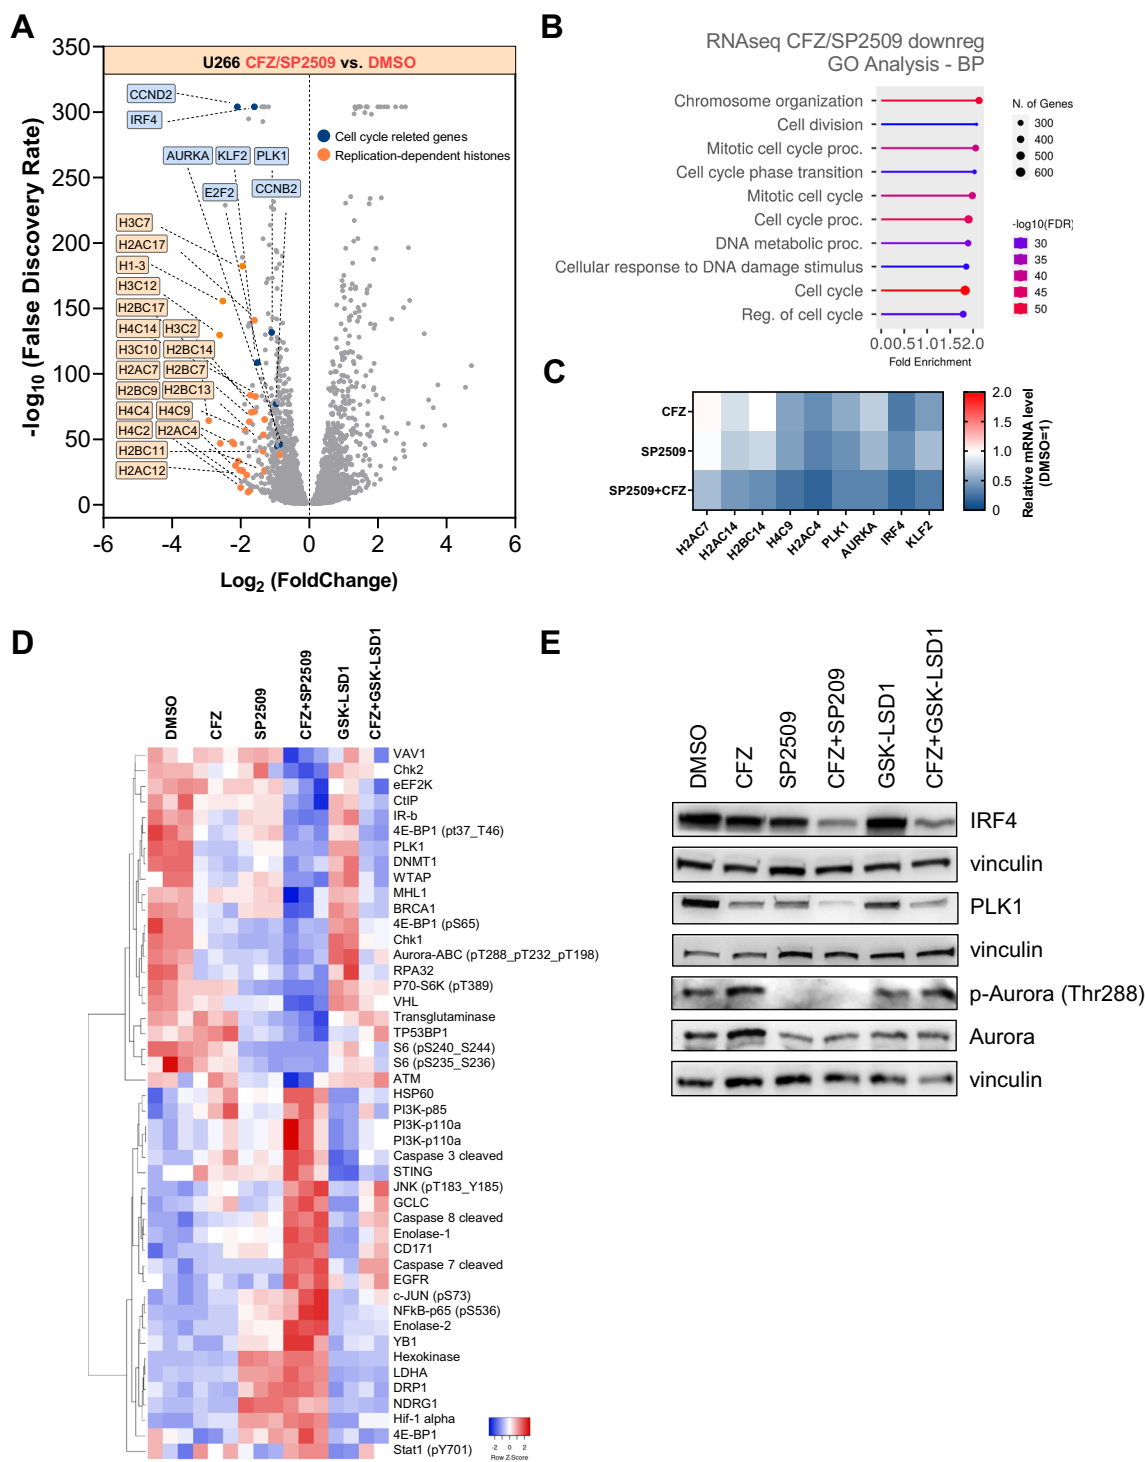 A
350
300
250
200
150
100
50
0
-log10 (False Discovery Rate)
U266 CFZ/SP2509 vs. DMSO
CCND2
IRF4
Cell cycle releted genes
Replication-dependent histones
AURKA
KLF2
PLK1
E2F2
CCNB2
H3C7
H2AC17
H1-3
H3C12
H2BC17
H4C14
H3C2
H3C10
H2BC14
H2AC7
H2BC7
H2BC9
H2BC13
H4C4
H4C9
H4C2
H2AC4
H2BC11
H2AC12
-6
-4
-2
0
2
4
6
Log2 (FoldChange)
B
RNAseq CFZ/SP2509 downreg
GO Analysis - BP
Chromosome organization
Cell division
Mitotic cell cycle proc.
Cell cycle phase transition
Mitotic cell cycle
Cell cycle proc.
DNA metabolic proc.
Cellular response to DNA damage stimulus
Cell cycle
Reg. of cell cycle
0.00.51.01.52.0
Fold Enrichment
N. of Genes
300
400
500
600
-log10(FDR)
30
35
40
45
50
C
CFZ
SP2509
SP2509+CFZ
H2AC7
H2AC14
H2BC14
H4C9
H2AC4
PLK1
AURKA
IRF4
KLF2
2.0
1.5
1.0
0.5
0
Relative mRNA level
(DMSO=1)
D
DMSO
CFZ
SP2509
CFZ+SP2509
GSK-LSD1
CFZ+GSK-LSD1
VAV1
Chk2
eEF2K
CtIP
IR-b
4E-BP1 (pt37_T46)
PLK1
DNMT1
WTAP
MHL1
BRCA1
4E-BP1 (pS65)
Chk1
Aurora-ABC (pT288_pT232_pT198)
RPA32
P70-S6K (pT389)
VHL
Transglutaminase
TP53BP1
S6 (pS240_S244)
S6 (pS235_S236)
ATM
HSP60
PI3K-p85
PI3K-p110a
PI3K-p110a
Caspase 3 cleaved
STING
JNK (pT183_Y185)
GCLC
Caspase 8 cleaved
Enolase-1
CD171
Caspase 7 cleaved
EGFR
c-JUN (pS73)
NFkB-p65 (pS536)
Enolase-2
YB1
Hexokinase
LDHA
DRP1
NDRG1
Hif-1 alpha
4E-BP1
Stat1 (pY701)
-2
0
2
Row Z-Score
E
DMSO
CFZ
SP2509
CFZ+SP209
GSK-LSD1
CFZ+GSK-LSD1
IRF4
vinculin
PLK1
vinculin
p-Aurora (Thr288)
Aurora
vinculin